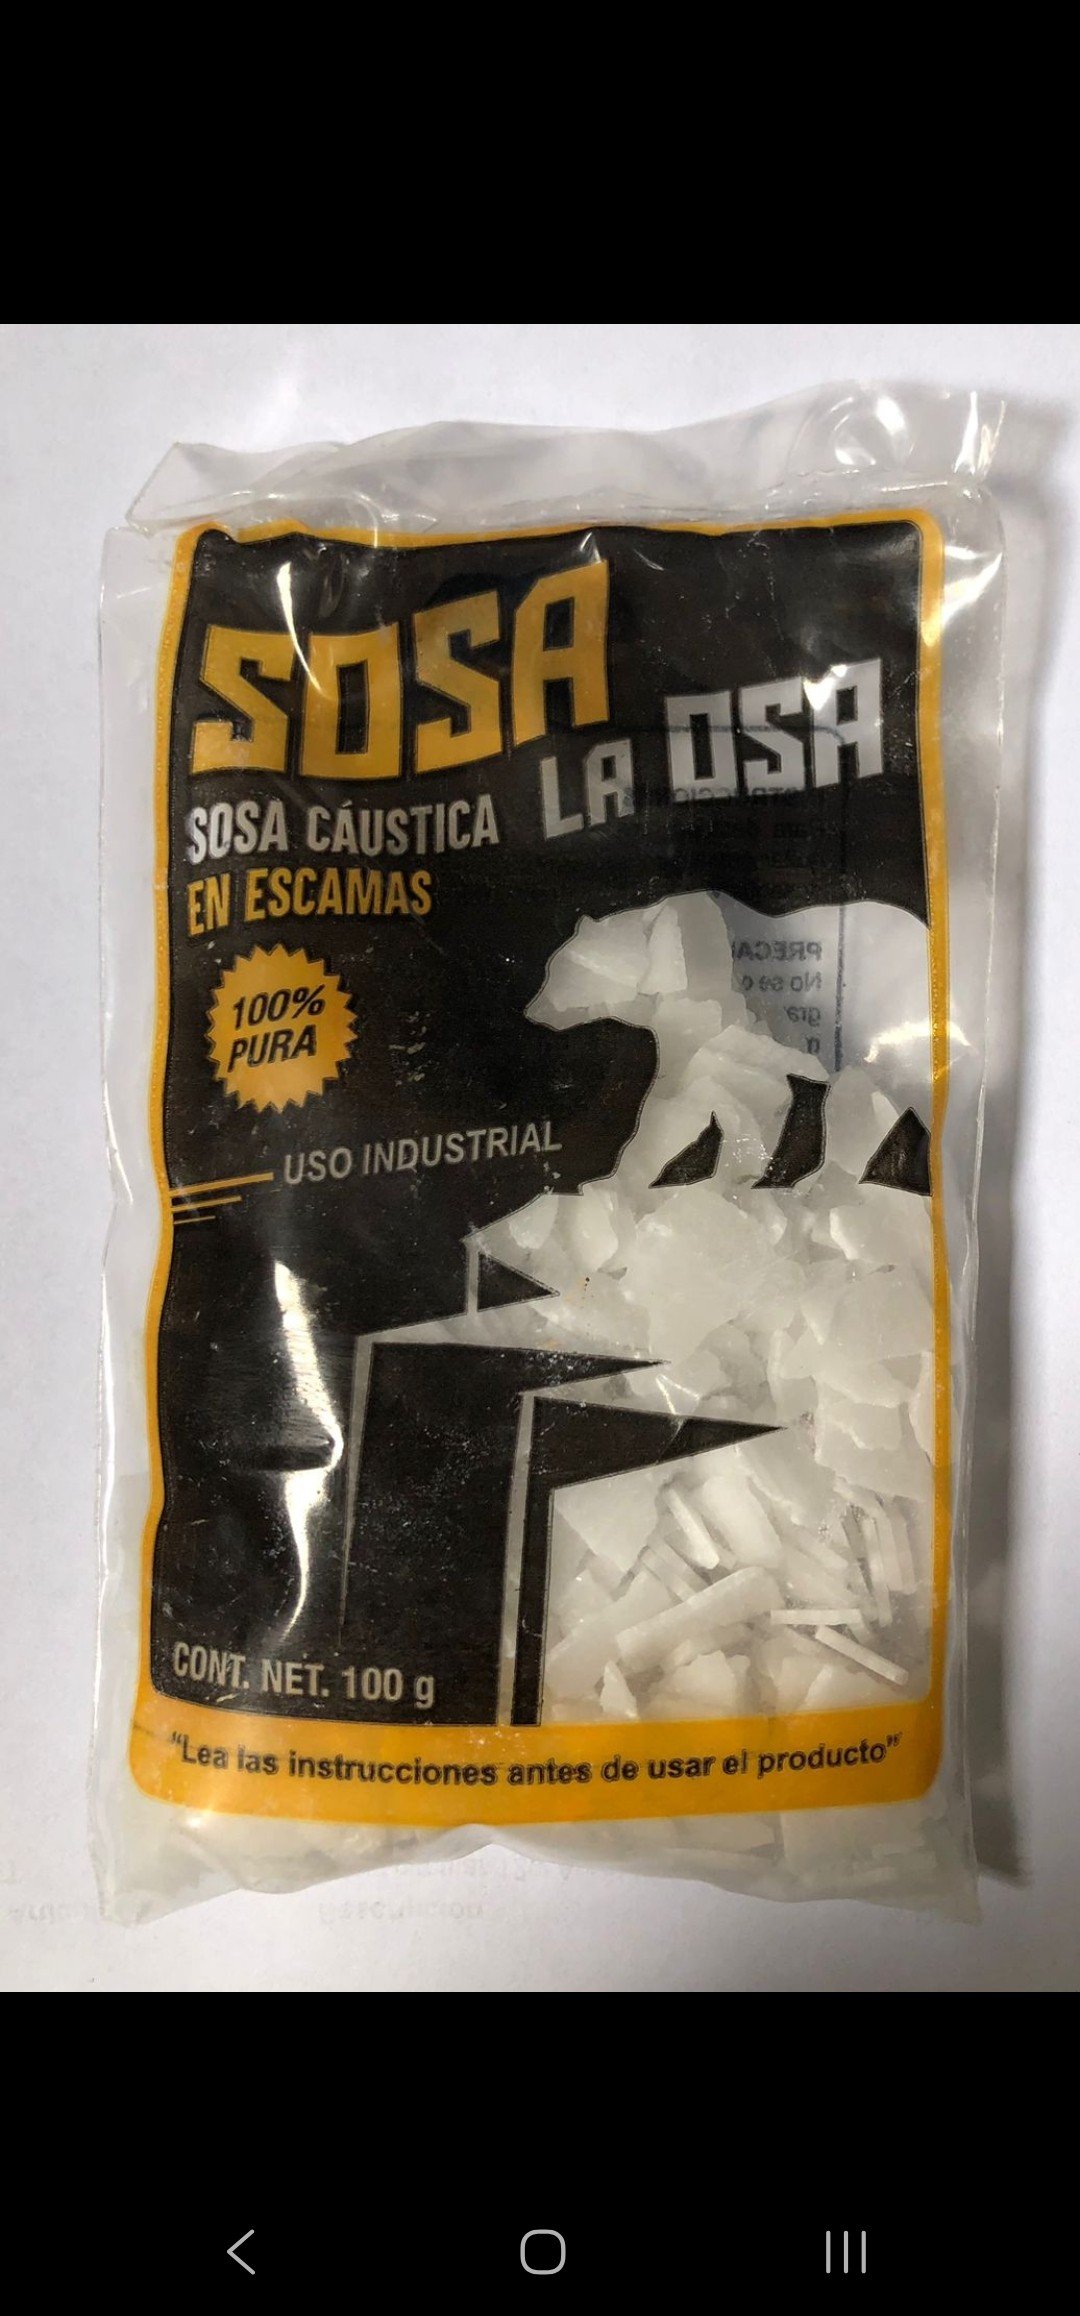 SOSA
LA OSA
SOSA CÁUSTICA
EN ESCAMAS
100%
PURA
USO INDUSTRIAL
CONT. NET. 100 g
“Lea las instrucciones antes de usar el producto”